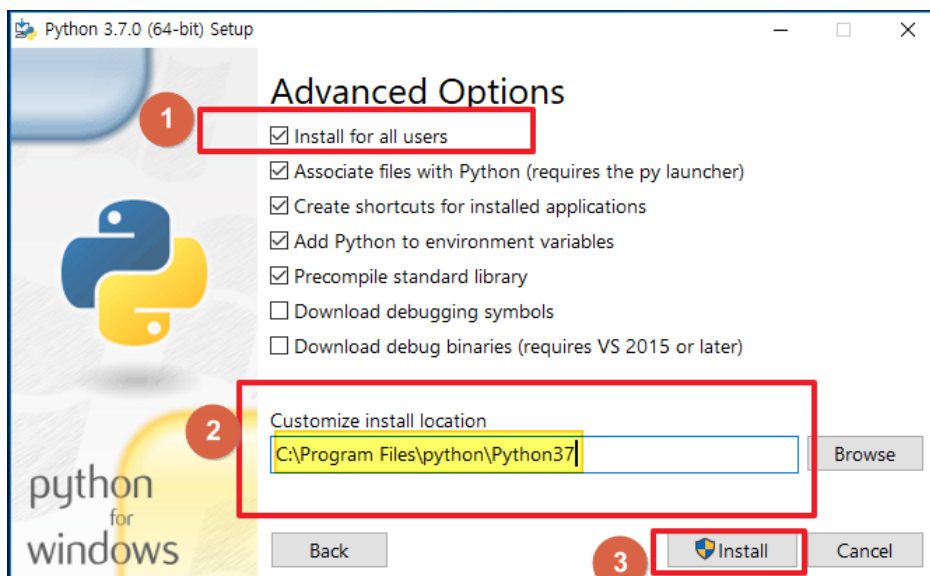 Python 3.7.0 (64-bit) Setup
Advanced Options
1
Install for all users
Associate files with Python (requires the py launcher)
Create shortcuts for installed applications
Add Python to environment variables
Precompile standard library
Download debugging symbols
Download debug binaries (requires VS 2015 or later)
2
Customize install location
C:\Program Files\python\Python37
Browse
python
for
windows
Back
3
Install
Cancel